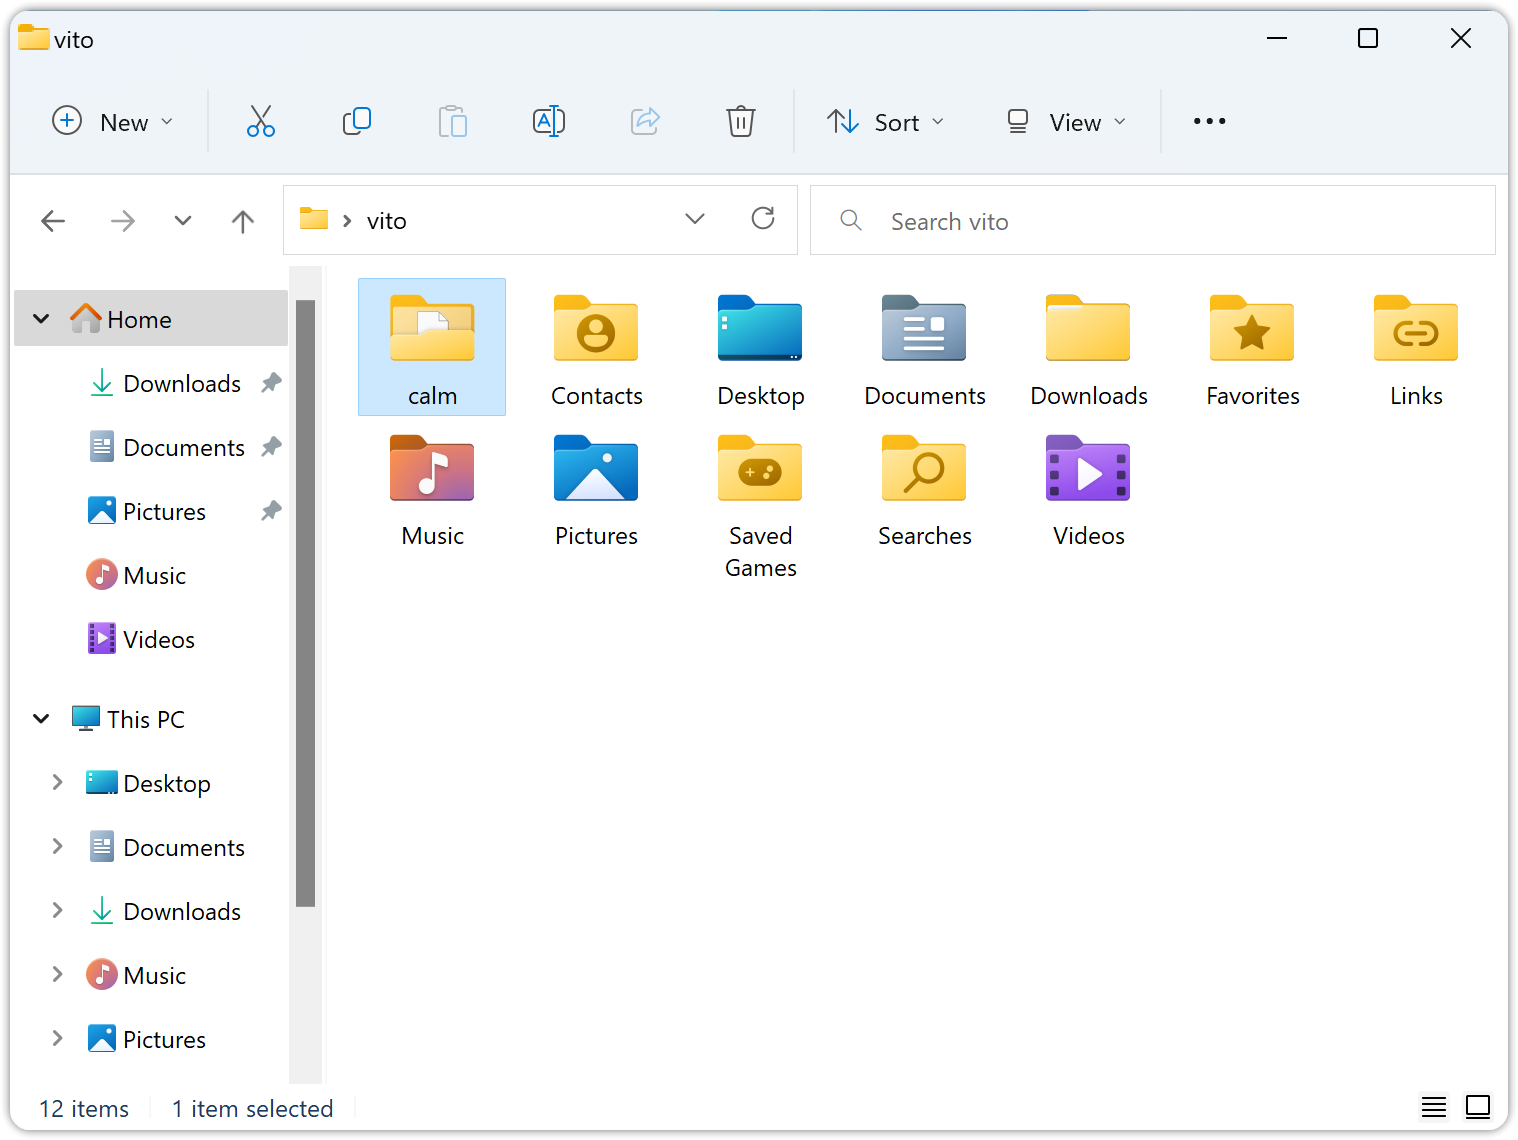 vito
New
Sort
View
vito
Search vito
Home
Downloads
Documents
Pictures
Music
Videos
This PC
Desktop
Documents
Downloads
Music
Pictures
calm
Contacts
Desktop
Documents
Downloads
Favorites
Links
Music
Pictures
Saved
Games
Searches
Videos
12 items
1 item selected